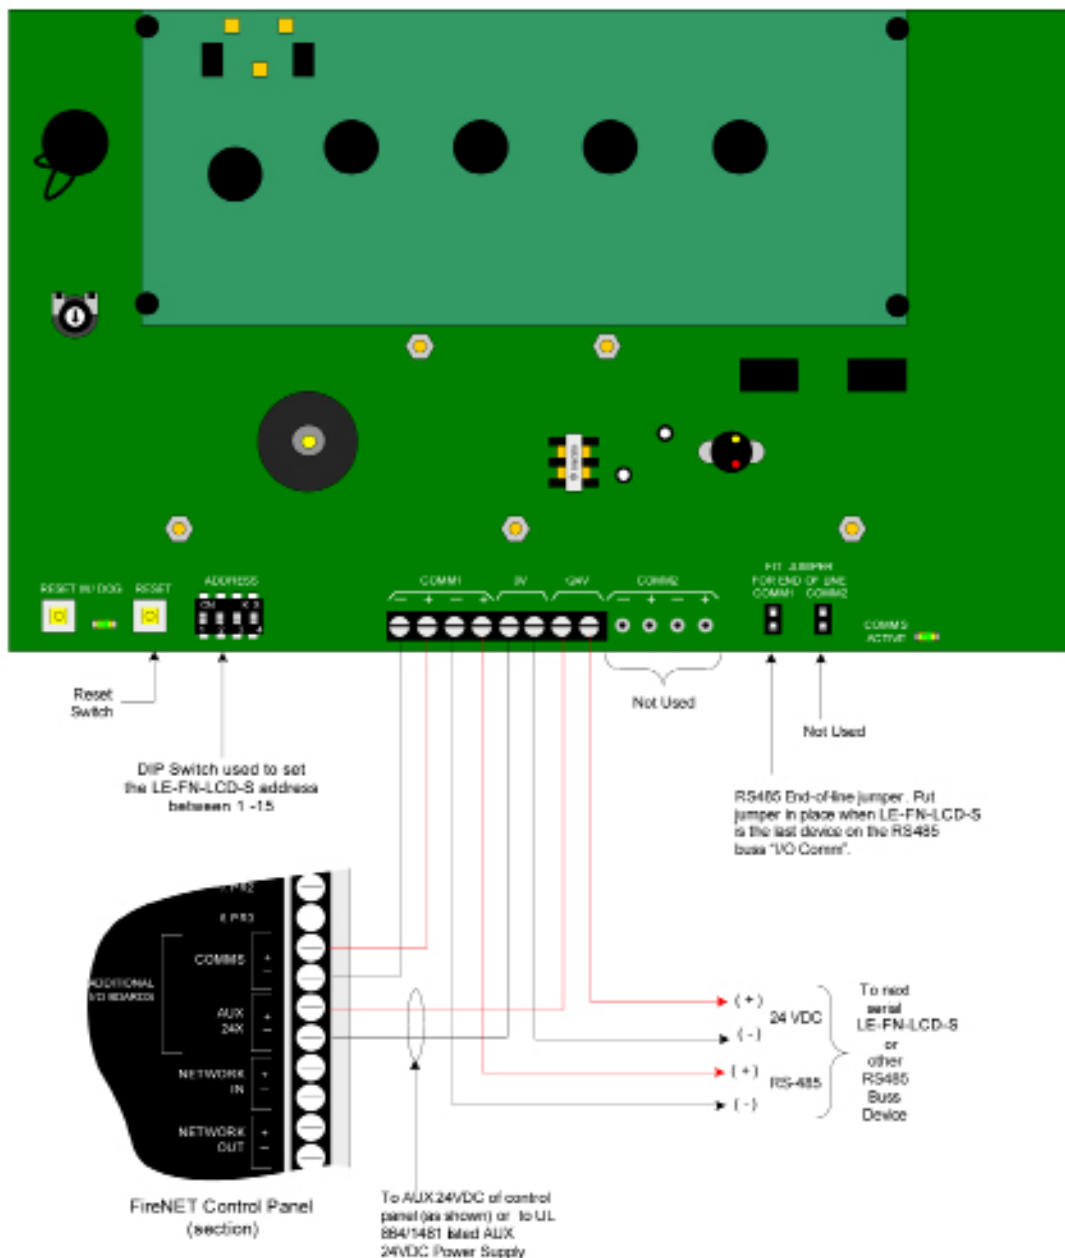 RESET W/ DOG
RESET
ADDRESS
ON
COMM1
0V
+24V
COMM2
− + − +
− + − +
FIT JUMPER
FOR END OF LINE
COMM1
COMM2
COMMS
ACTIVE
Reset
Switch
DIP Switch used to set
the LE-FN-LCD-S address
between 1 -15
Not Used
Not Used
RS485 End-of-line jumper. Put
jumper in place when LE-FN-LCD-S
is the last device on the RS485
buss "I/O Comm".
ADDITIONAL
I/O BOARDS
COMMS + −
AUX
24X
+ −
NETWORK
IN
+ −
NETWORK
OUT
+ −
(+)
24 VDC
(-)
(+)
RS-485
(-)
To next
serial
LE-FN-LCD-S
or
other
RS485
Buss
Device
FireNET Control Panel
(section)
To AUX 24VDC of control
panel (as shown) or to UL
864/1481 listed AUX
24VDC Power Supply